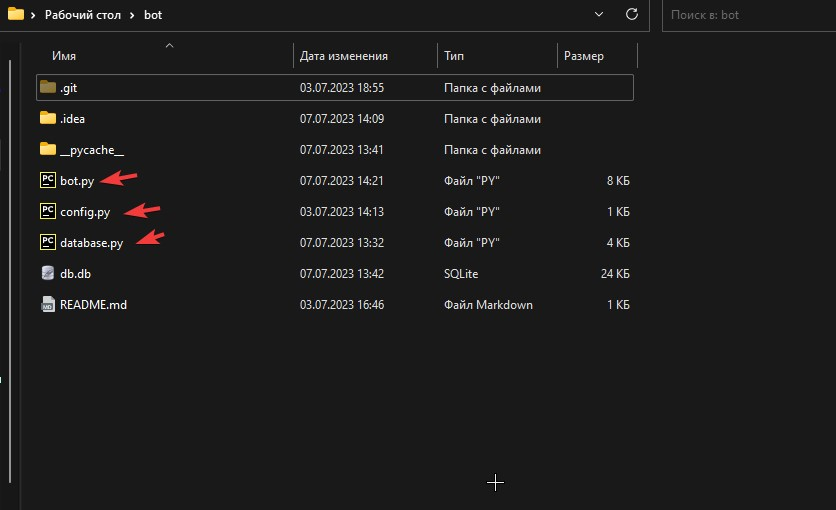 Рабочий стол bot
Поиск в: bot
Имя Дата изменения Тип Размер
.git 03.07.2023 18:55 Папка с файлами
.idea 07.07.2023 14:09 Папка с файлами
__pycache__ 07.07.2023 13:41 Папка с файлами
PC bot.py 07.07.2023 14:21 Файл "PY" 8 КБ
PC config.py 03.07.2023 14:13 Файл "PY" 1 КБ
PC database.py 07.07.2023 13:32 Файл "PY" 4 КБ
db.db 07.07.2023 13:42 SQLite 24 КБ
MD README.md 03.07.2023 16:46 Файл Markdown 1 КБ